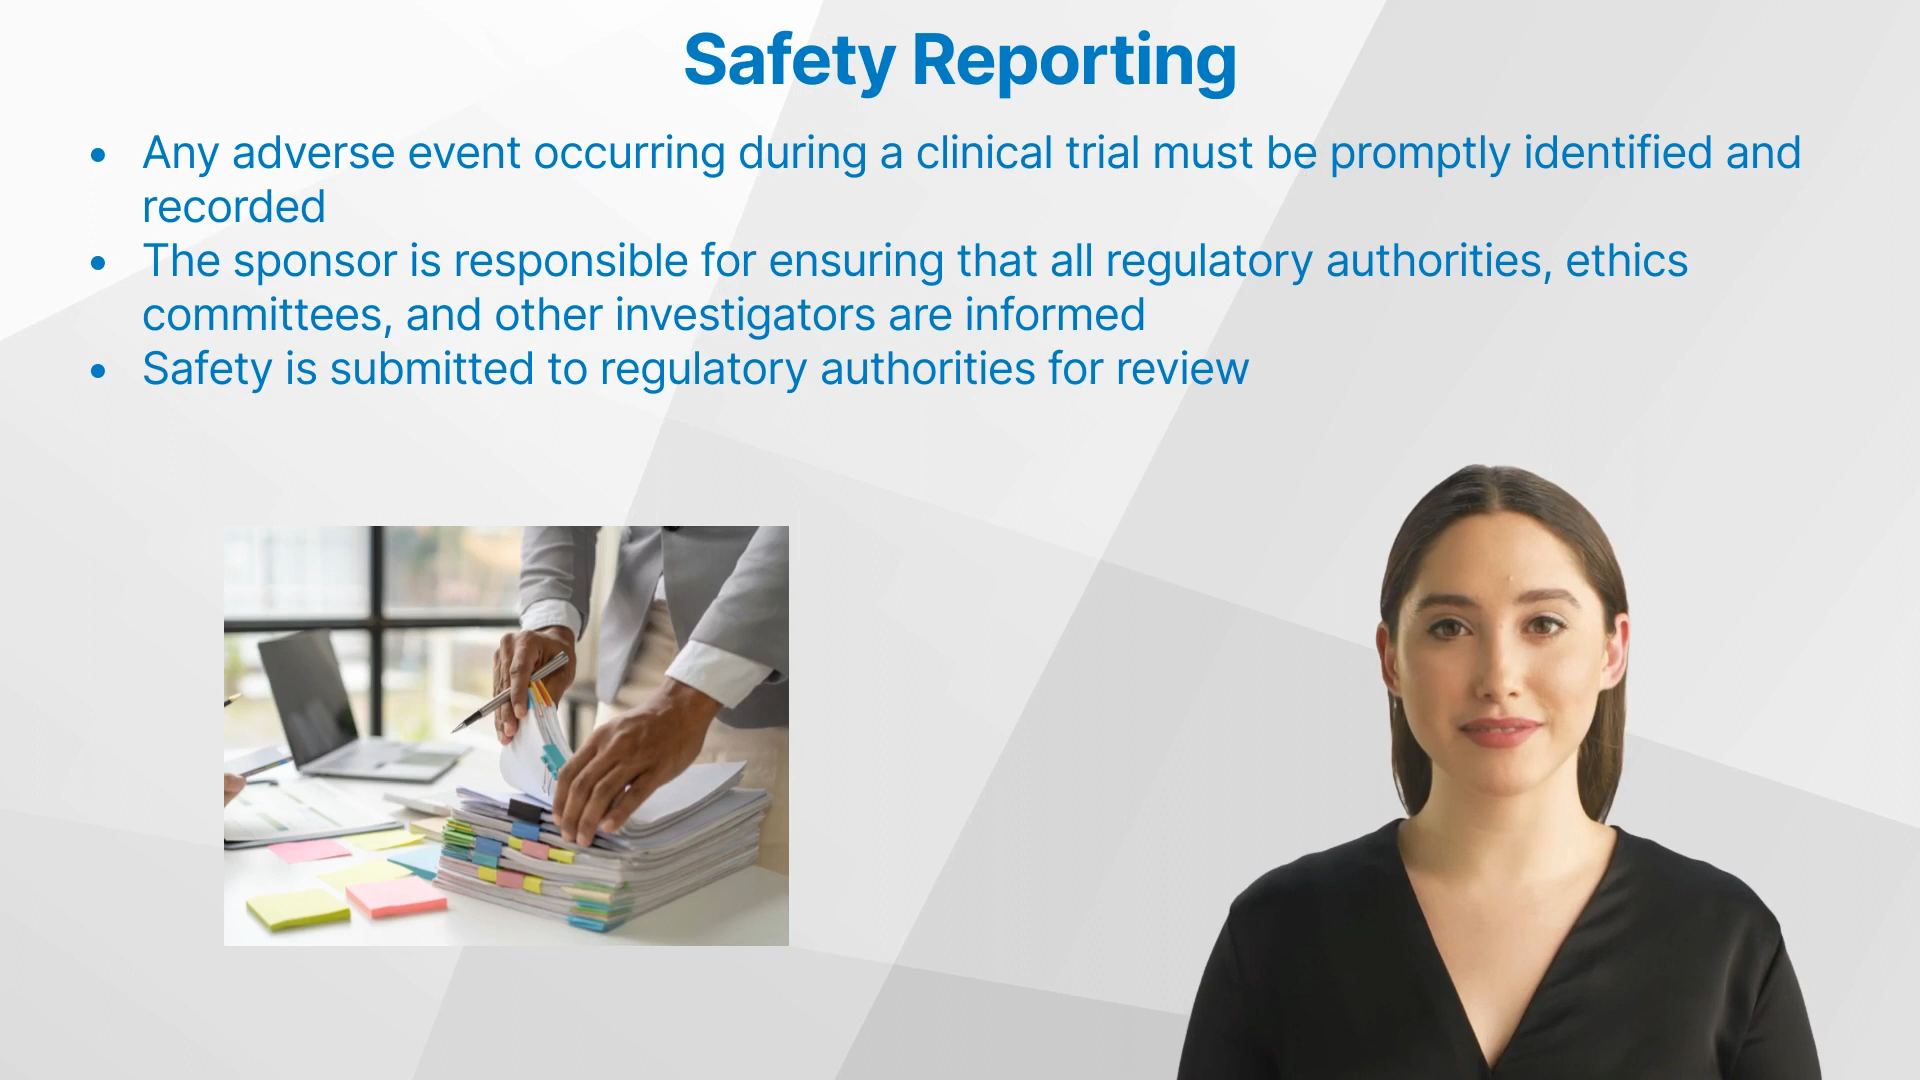 Safety Reporting
• Any adverse event occurring during a clinical trial must be promptly identified and
recorded
• The sponsor is responsible for ensuring that all regulatory authorities, ethics
committees, and other investigators are informed
• Safety is submitted to regulatory authorities for review